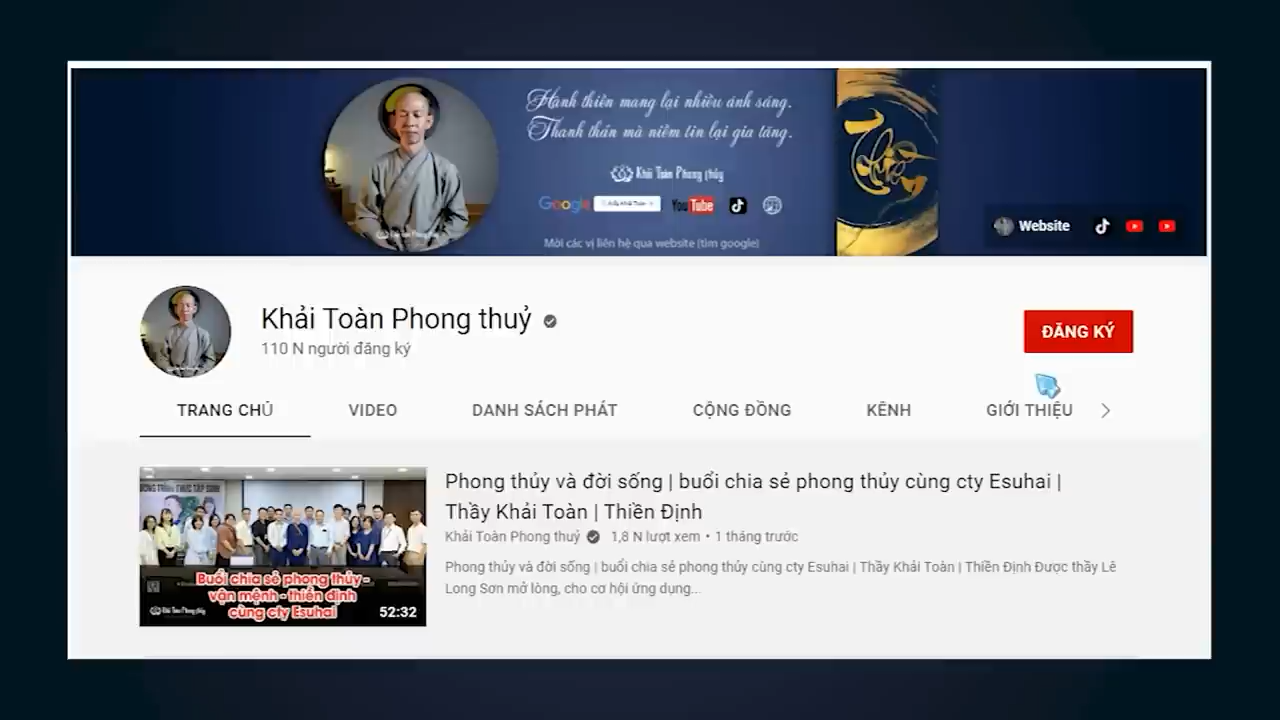 Hành thiền mang lại nhiều ánh sáng.
Thanh thản mà niềm tin lại gia tăng.
Khải Toàn Phong thủy
Google
YouTube
Mời các vị liên hệ qua website (tìm google)
Website
Khải Toàn Phong thuỷ
110 N người đăng ký
ĐĂNG KÝ
TRANG CHỦ VIDEO DANH SÁCH PHÁT CỘNG ĐỒNG KÊNH GIỚI THIỆU
Buổi chia sẻ phong thủy -
vận mệnh - thiền định
cùng cty Esuhai
Khải Toàn Phong thủy
52:32
Phong thủy và đời sống | buổi chia sẻ phong thủy cùng cty Esuhai |
Thầy Khải Toàn | Thiền Định
Khải Toàn Phong thuỷ 1,8 N lượt xem • 1 tháng trước
Phong thủy và đời sống | buổi chia sẻ phong thủy cùng cty Esuhai | Thầy Khải Toàn | Thiền Định Được thầy Lê
Long Sơn mở lòng, cho cơ hội ứng dụng...